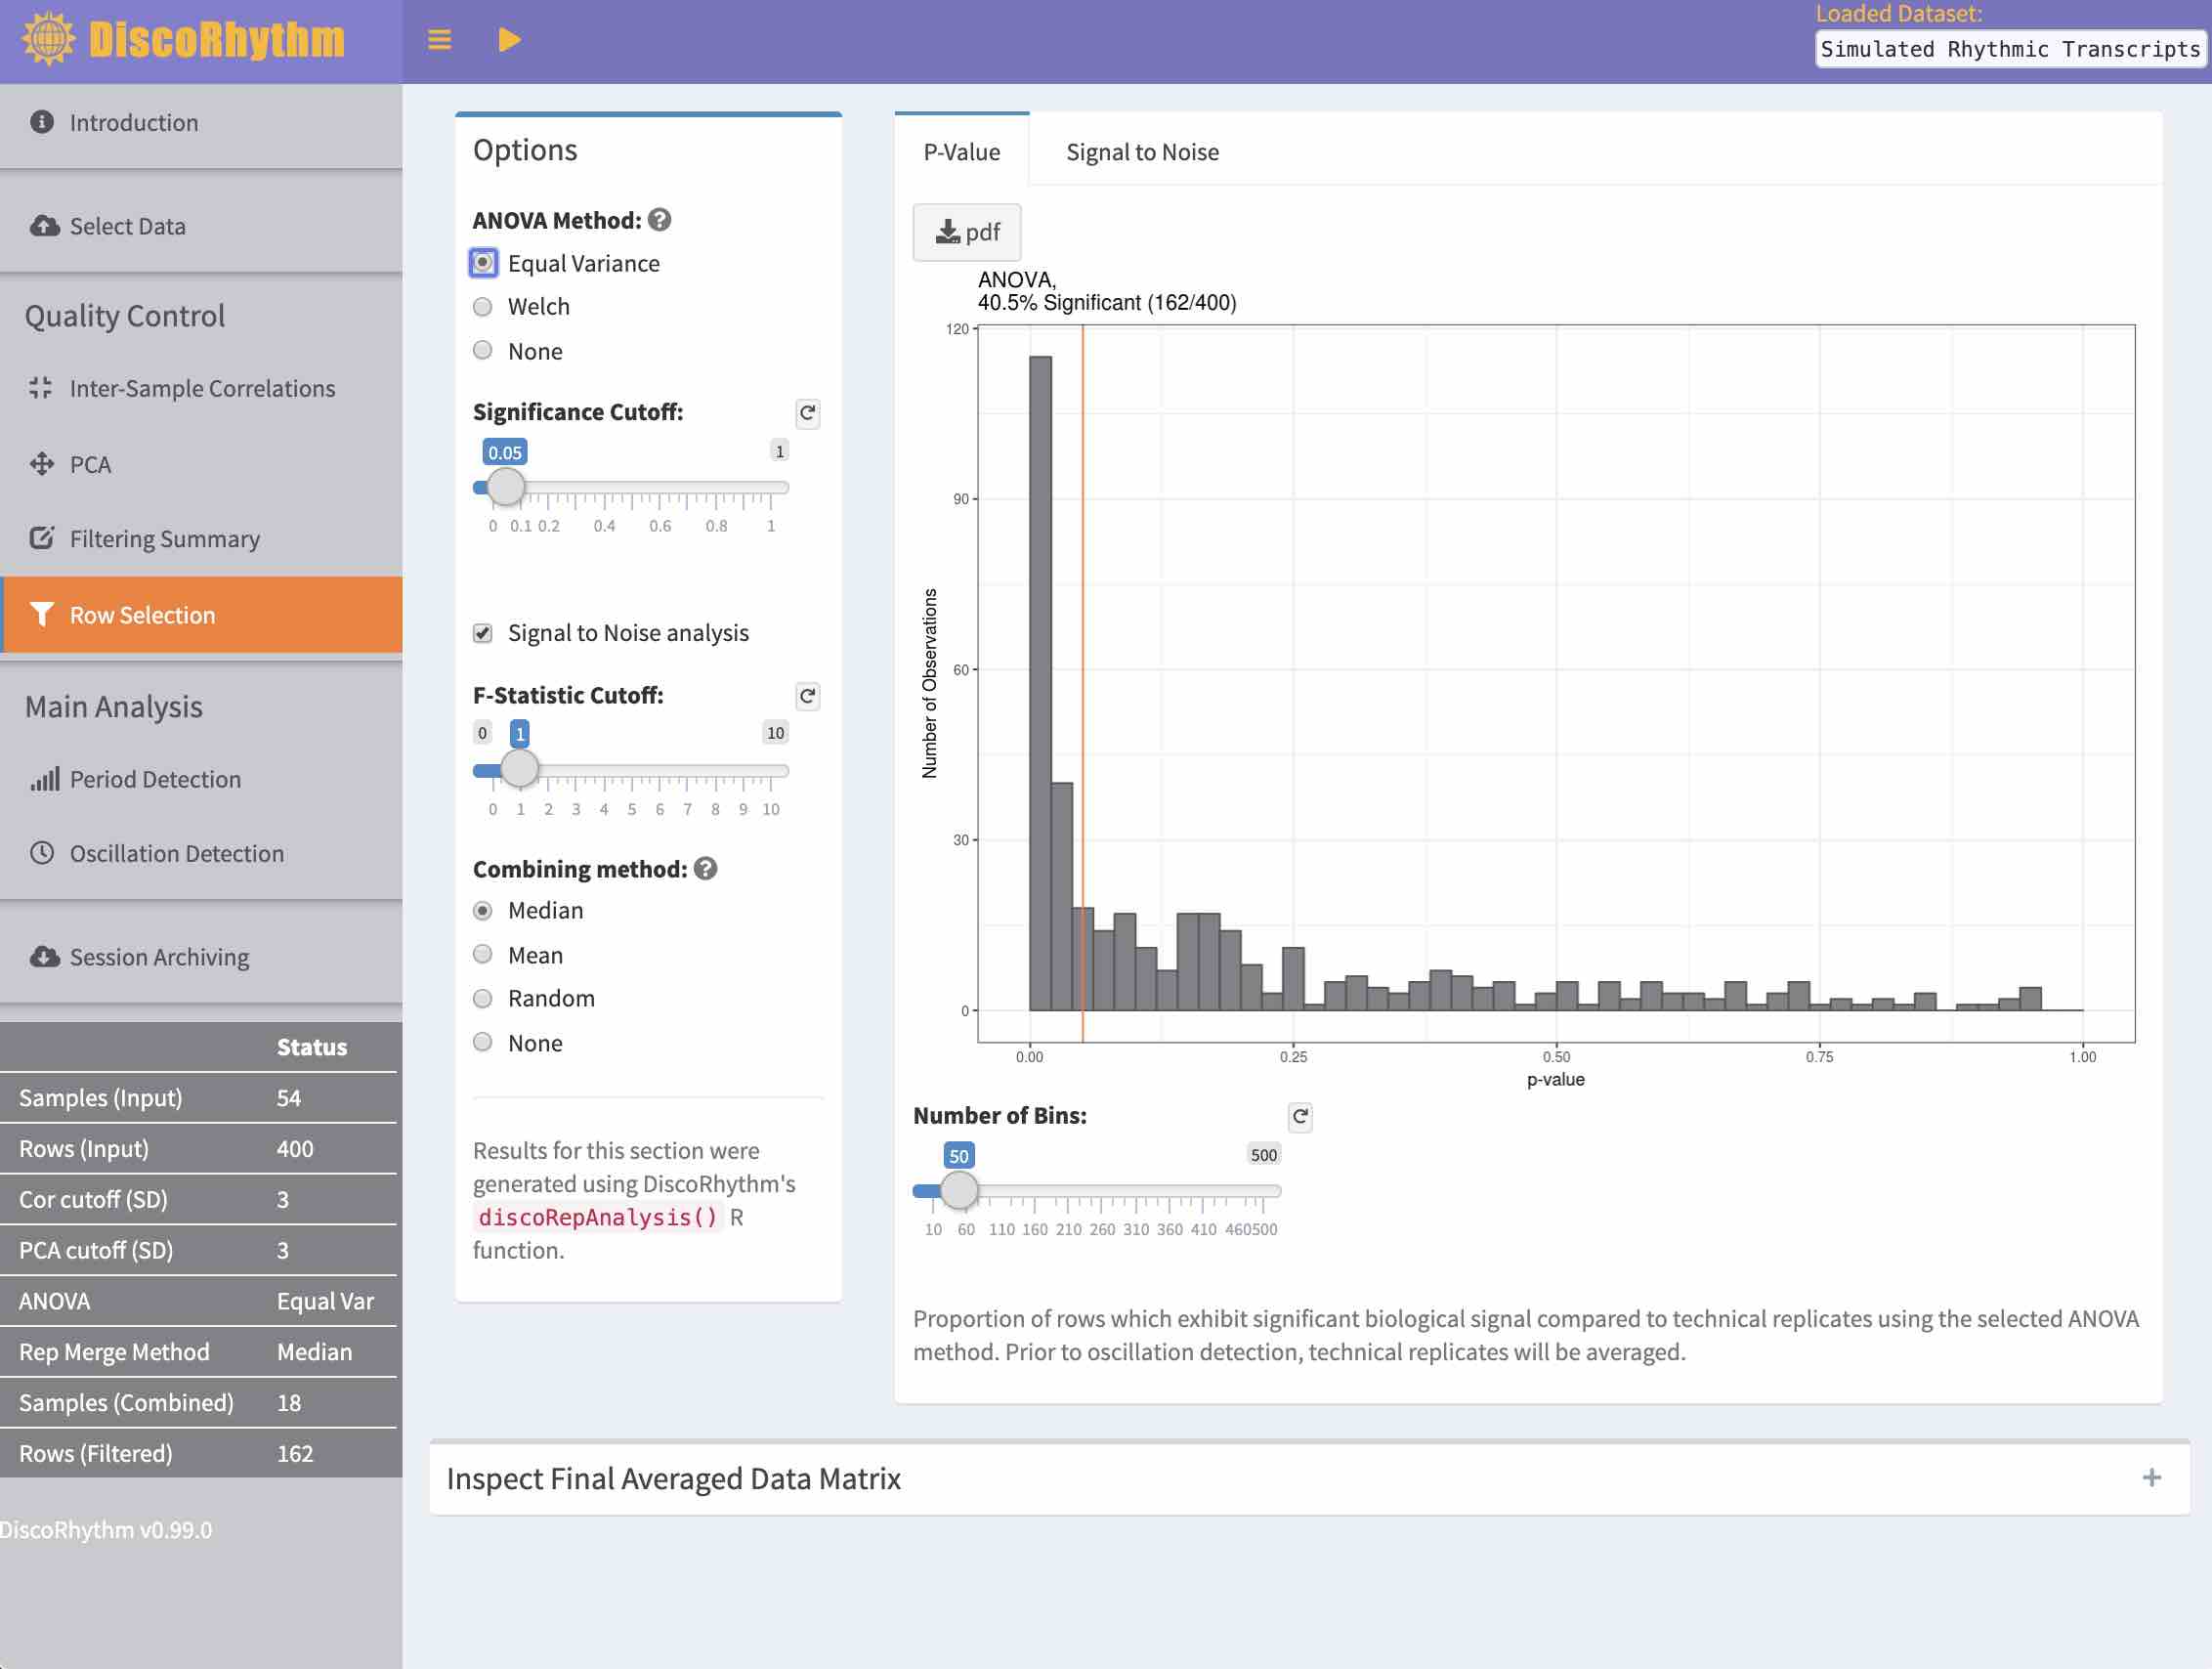 DiscoRhythm
Loaded Dataset:
Simulated Rhythmic Transcripts
Introduction
Select Data
Quality Control
Inter-Sample Correlations
PCA
Filtering Summary
Row Selection
Main Analysis
Period Detection
Oscillation Detection
Session Archiving
Status
Samples (Input) 54
Rows (Input) 400
Cor cutoff (SD) 3
PCA cutoff (SD) 3
ANOVA Equal Var
Rep Merge Method Median
Samples (Combined) 18
Rows (Filtered) 162
DiscoRhythm v0.99.0
Options
ANOVA Method:
Equal Variance
Welch
None
Significance Cutoff:
0.05 1
0 0.1 0.2 0.4 0.6 0.8 1
Signal to Noise analysis
F-Statistic Cutoff:
0 1 10
0 1 2 3 4 5 6 7 8 9 10
Combining method:
Median
Mean
Random
None
Results for this section were
generated using DiscoRhythm's
discoRepAnalysis() R
function.
P-Value Signal to Noise
pdf
ANOVA,
40.5% Significant (162/400)
Number of Observations
120
90
60
30
0
0.00 0.25 0.50 0.75 1.00
p-value
Number of Bins:
50 500
10 60 110 160 210 260 310 360 410 460500
Proportion of rows which exhibit significant biological signal compared to technical replicates using the selected ANOVA
method. Prior to oscillation detection, technical replicates will be averaged.
Inspect Final Averaged Data Matrix